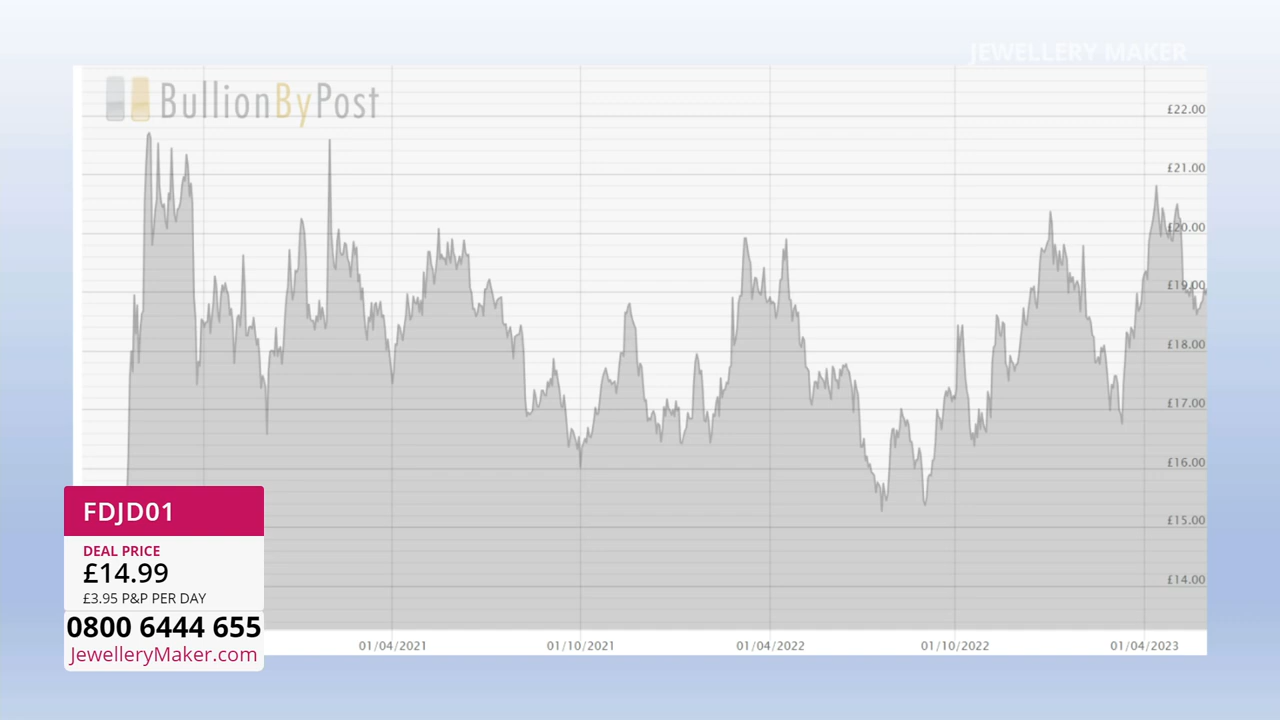 JEWELLERY MAKER
BullionByPost
£22.00
£21.00
£20.00
£19.00
£18.00
£17.00
£16.00
£15.00
£14.00
FDJD01
DEAL PRICE
£14.99
£3.95 P&P PER DAY
0800 6444 655
JewelleryMaker.com
01/04/2021
01/10/2021
01/04/2022
01/10/2022
01/04/2023